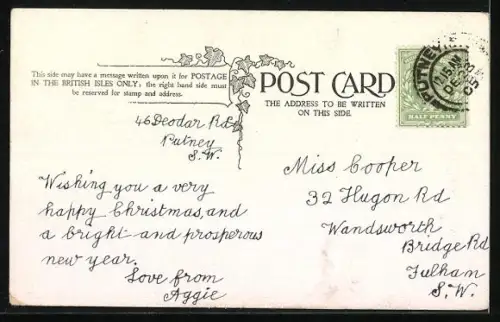 This side may have a message written upon it for POSTAGE
IN THE BRITISH ISLES ONLY; the right hand side must
be reserved for stamp and address.
POST CARD
THE ADDRESS TO BE WRITTEN
ON THIS SIDE.
PUTNEY
HALF PENNY
46 Deodar Rd
Putney
S.W.
Wishing you a very
happy Christmas, and
a bright and prosperous
new year.
Love from
Aggie
Miss Cooper
32 Hugon Rd
Wandsworth
Bridge Rd
Fulham
S.W.